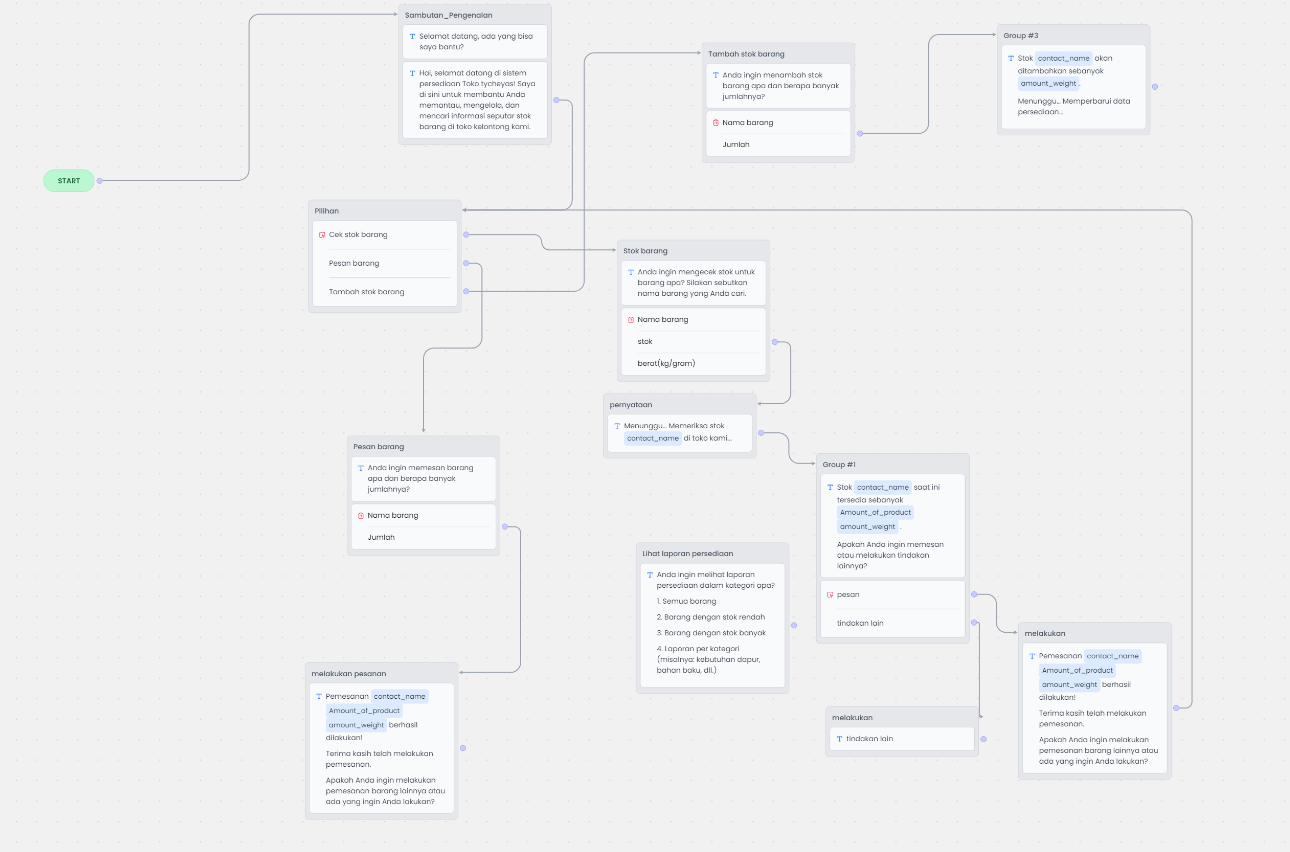 START
Sambutan_Pengenalan
Selamat datang, ada yang bisa
saya bantu?
Hai, selamat datang di sistem
persediaan Toko tycheyas! Saya
di sini untuk membantu Anda
memantau, mengelola, dan
mencari informasi seputar stok
barang di toko kelontong kami.
Tambah stok barang
Anda ingin menambah stok
barang apa dan berapa banyak
jumlahnya?
Nama barang
Jumlah
Group #3
Stok contact_name akan
ditambahkan sebanyak
amount_weight .
Menunggu... Memperbarui data
persediaan...
Pilihan
Cek stok barang
Pesan barang
Tambah stok barang
Stok barang
Anda ingin mengecek stok untuk
barang apa? Silakan sebutkan
nama barang yang Anda cari.
Nama barang
stok
berat(kg/gram)
pernyataan
Menunggu... Memeriksa stok
contact_name di toko kami...
Pesan barang
Anda ingin memesan barang
apa dan berapa banyak
jumlahnya?
Nama barang
Jumlah
Group #1
Stok contact_name saat ini
tersedia sebanyak
Amount_of_product
amount_weight .
Apakah Anda ingin memesan
atau melakukan tindakan
lainnya?
pesan
tindakan lain
Lihat laporan persediaan
Anda ingin melihat laporan
persediaan dalam kategori apa?
1. Semua barang
2. Barang dengan stok rendah
3. Barang dengan stok banyak
4. Laporan per kategori
(misalnya: kebutuhan dapur,
bahan baku, dll.)
melakukan
Pemesanan contact_name
Amount_of_product
amount_weight berhasil
dilakukan!
Terima kasih telah melakukan
pemesanan.
Apakah Anda ingin melakukan
pemesanan barang lainnya atau
ada yang ingin Anda lakukan?
melakukan pesanan
Pemesanan contact_name
Amount_of_product
amount_weight berhasil
dilakukan!
Terima kasih telah melakukan
pemesanan.
Apakah Anda ingin melakukan
pemesanan barang lainnya atau
ada yang ingin Anda lakukan?
melakukan
tindakan lain